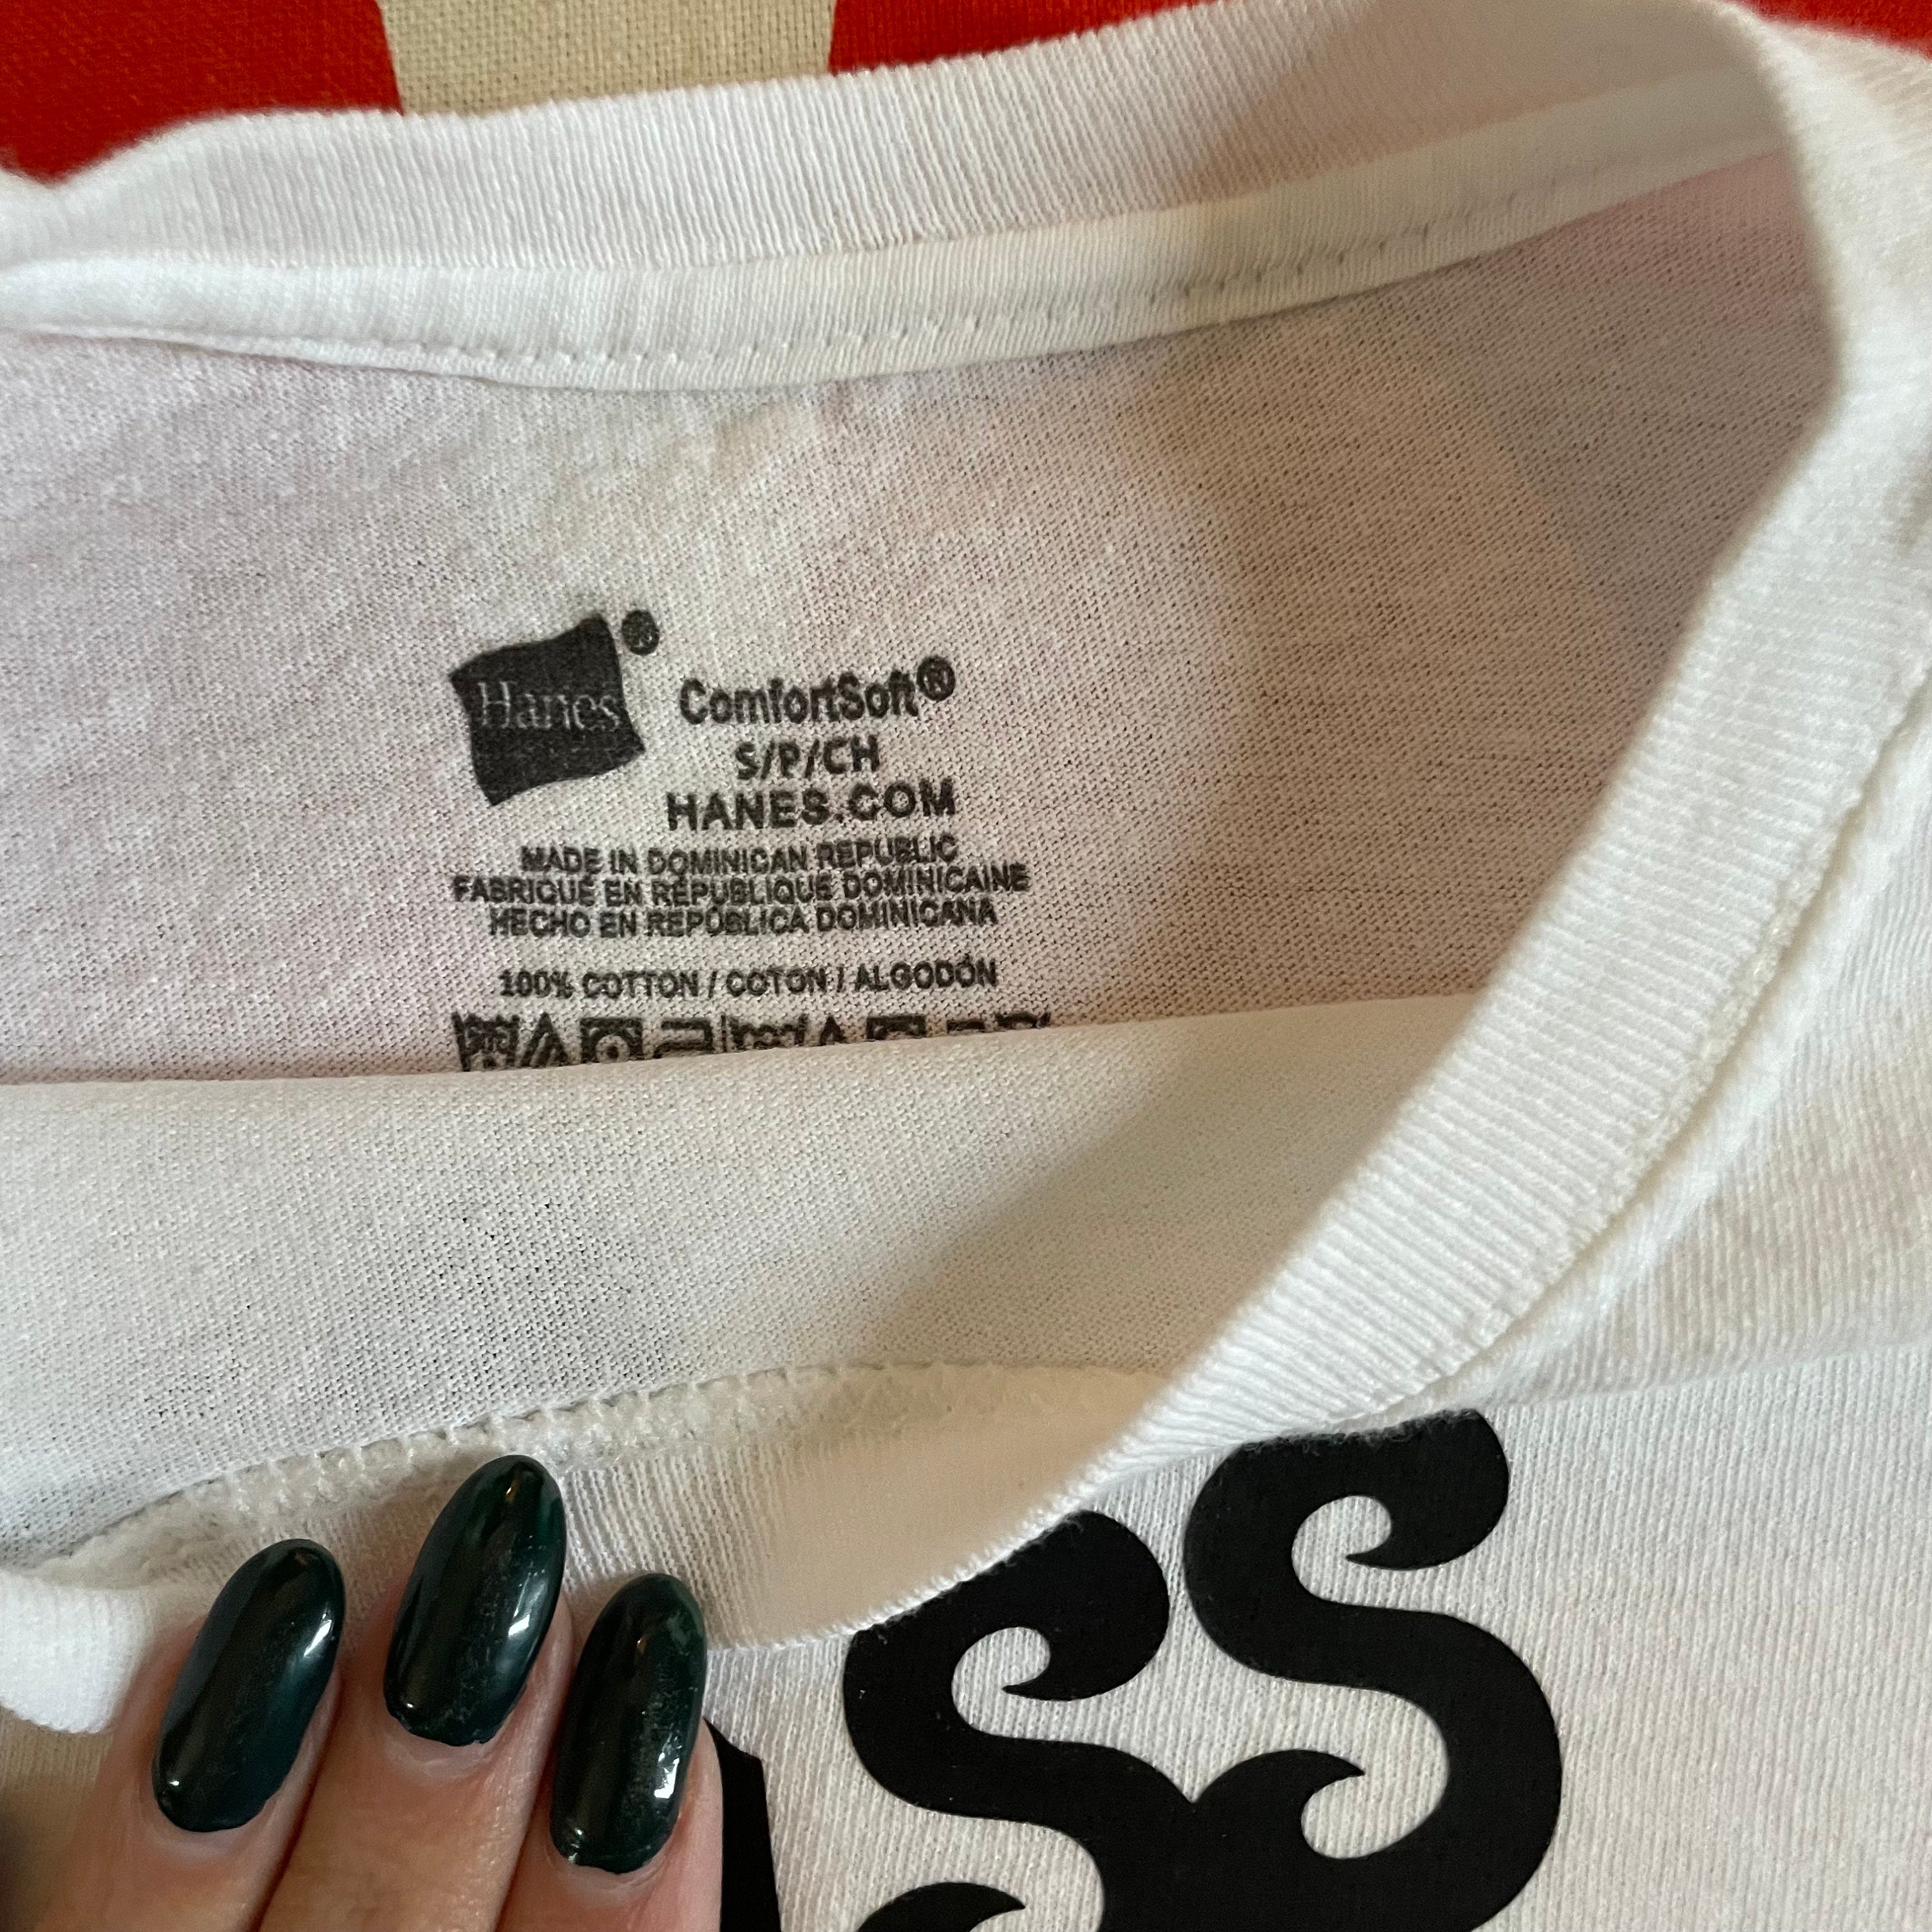 Hanes®
ComfortSoft®
S/P/CH
HANES.COM
MADE IN DOMINICAN REPUBLIC
FABRIQUÉ EN RÉPUBLIQUE DOMINICAINE
HECHO EN REPÚBLICA DOMINICANA
100% COTTON / COTON / ALGODÓN
SS